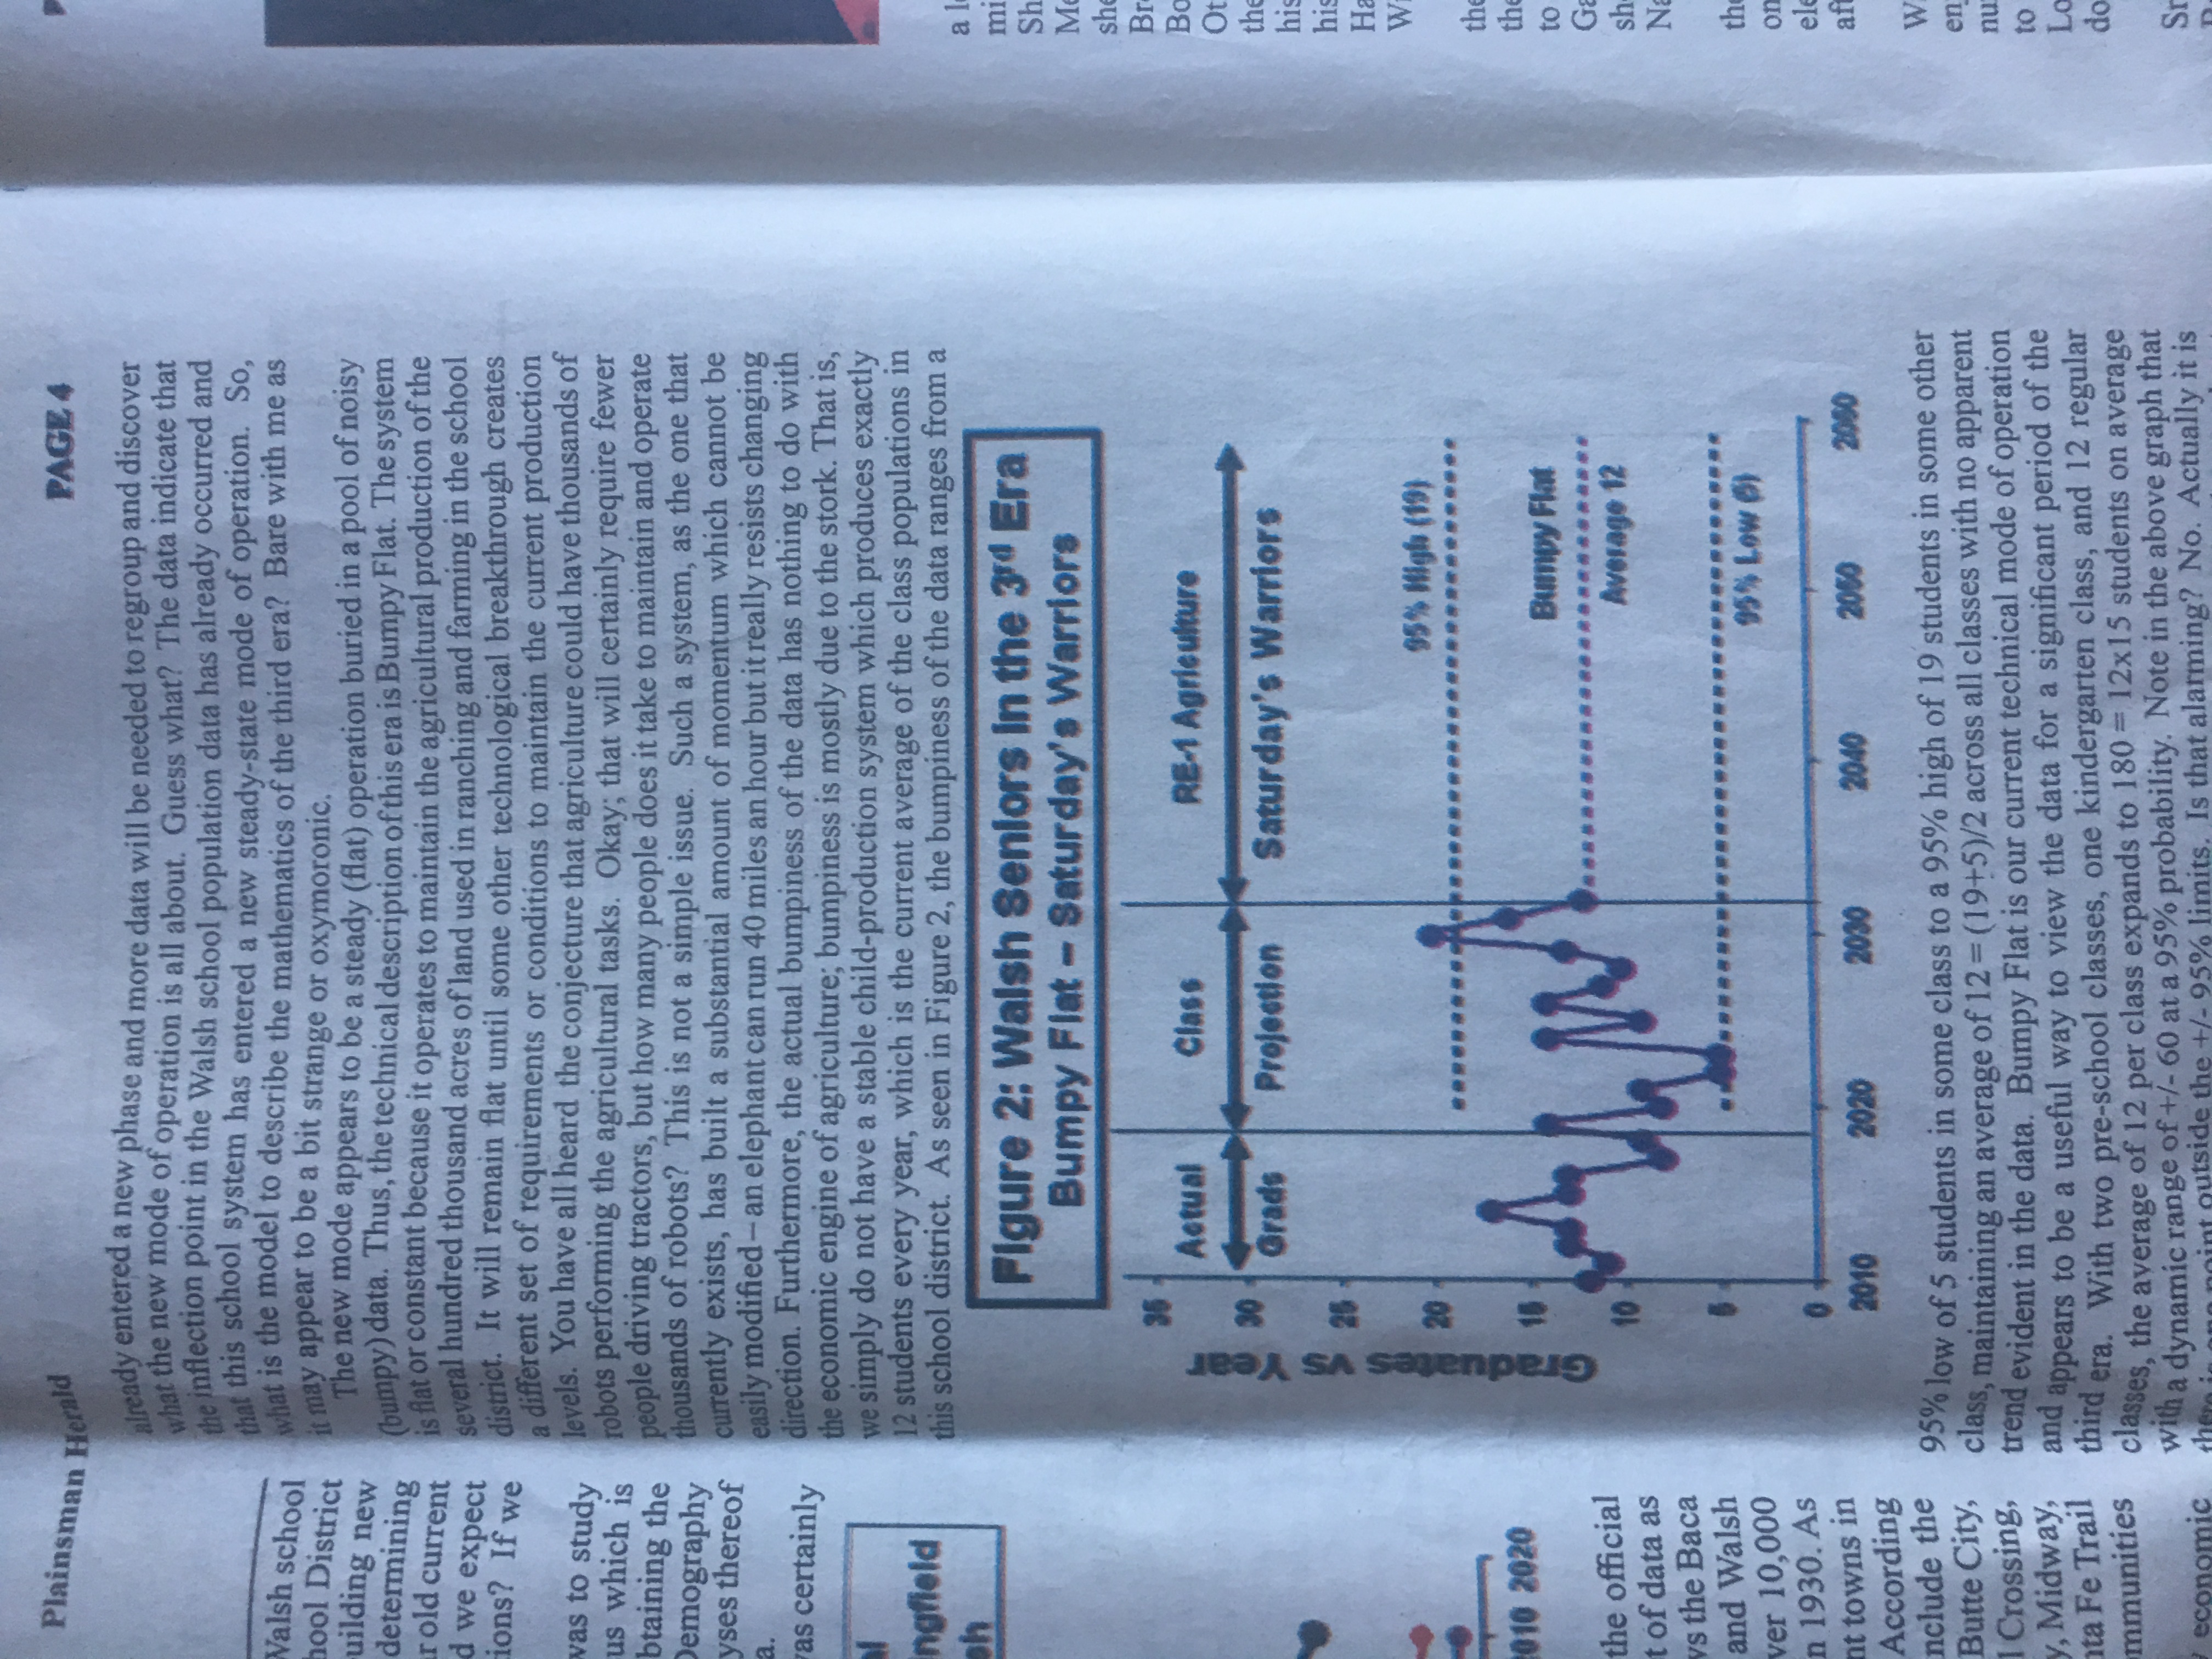 Plainsman Herald
PAGE 4
Walsh school
hool District
uilding new
determining
r old current
d we expect
ions? If we
was to study
us which is
btaining the
Demography
yses thereof
a.
as certainly
al
ingfield
sh
010 2020
the official
t of data as
ws the Baca
and Walsh
ver 10,000
n 1930. As
nt towns in
According
nclude the
Butte City,
l Crossing,
y, Midway,
nta Fe Trail
mmunities
economic
already entered a new phase and more data will be needed to regroup and discover
what the new mode of operation is all about. Guess what? The data indicate that
the inflection point in the Walsh school population data has already occurred and
that this school system has entered a new steady-state mode of operation. So,
what is the model to describe the mathematics of the third era? Bare with me as
it may appear to be a bit strange or oxymoronic.
The new mode appears to be a steady (flat) operation buried in a pool of noisy
(bumpy) data. Thus, the technical description of this era is Bumpy Flat. The system
is flat or constant because it operates to maintain the agricultural production of the
several hundred thousand acres of land used in ranching and farming in the school
district. It will remain flat until some other technological breakthrough creates
a different set of requirements or conditions to maintain the current production
levels. You have all heard the conjecture that agriculture could have thousands of
robots performing the agricultural tasks. Okay; that will certainly require fewer
people driving tractors, but how many people does it take to maintain and operate
thousands of robots? This is not a simple issue. Such a system, as the one that
currently exists, has built a substantial amount of momentum which cannot be
easily modified – an elephant can run 40 miles an hour but it really resists changing
direction. Furthermore, the actual bumpiness of the data has nothing to do with
the economic engine of agriculture; bumpiness is mostly due to the stork. That is,
we simply do not have a stable child-production system which produces exactly
12 students every year, which is the current average of the class populations in
this school district. As seen in Figure 2, the bumpiness of the data ranges from a
Figure 2: Walsh Seniors in the 3rd Era
Bumpy Flat – Saturday's Warriors
Graduates vs Year
35
30
25
20
15
10
5
0
Actual
Grads
Class
Projection
RE-1 Agriculture
Saturday's Warriors
95% High (19)
Bumpy Flat
Average 12
95% Low (5)
2010 2020 2030 2040 2050 2060
95% low of 5 students in some class to a 95% high of 19 students in some other
class, maintaining an average of 12 = (19+5)/2 across all classes with no apparent
trend evident in the data. Bumpy Flat is our current technical mode of operation
and appears to be a useful way to view the data for a significant period of the
third era. With two pre-school classes, one kindergarten class, and 12 regular
classes, the average of 12 per class expands to 180 = 12x15 students on average
with a dynamic range of +/- 60 at a 95% probability. Note in the above graph that
there is one point outside the +/- 95% limits. Is that alarming? No. Actually it is
a l
mi
Sh
Me
she
Br
Bo
Ot
the
his
his
Ha
Wi
the
the
to
Ga
sh
Na
the
on
ele
aft
W
en
nu
to
Lo
do
Sr